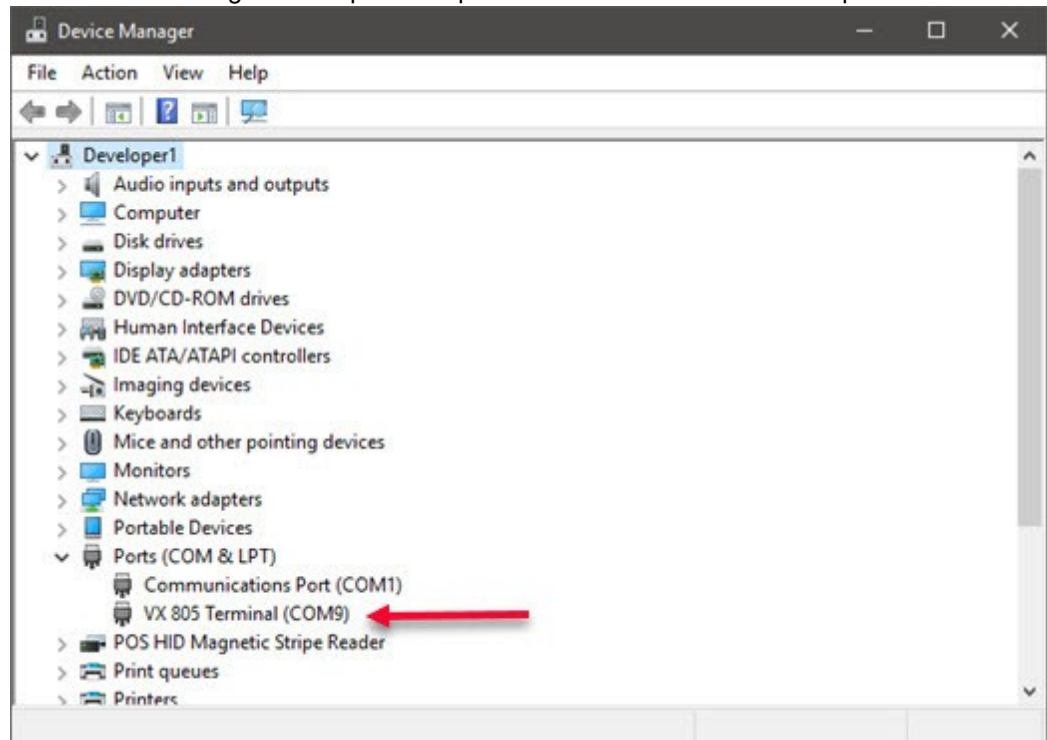 Device Manager
File Action View Help
Developer1
Audio inputs and outputs
Computer
Disk drives
Display adapters
DVD/CD-ROM drives
Human Interface Devices
IDE ATA/ATAPI controllers
Imaging devices
Keyboards
Mice and other pointing devices
Monitors
Network adapters
Portable Devices
Ports (COM & LPT)
Communications Port (COM1)
VX 805 Terminal (COM9)
POS HID Magnetic Stripe Reader
Print queues
Printers